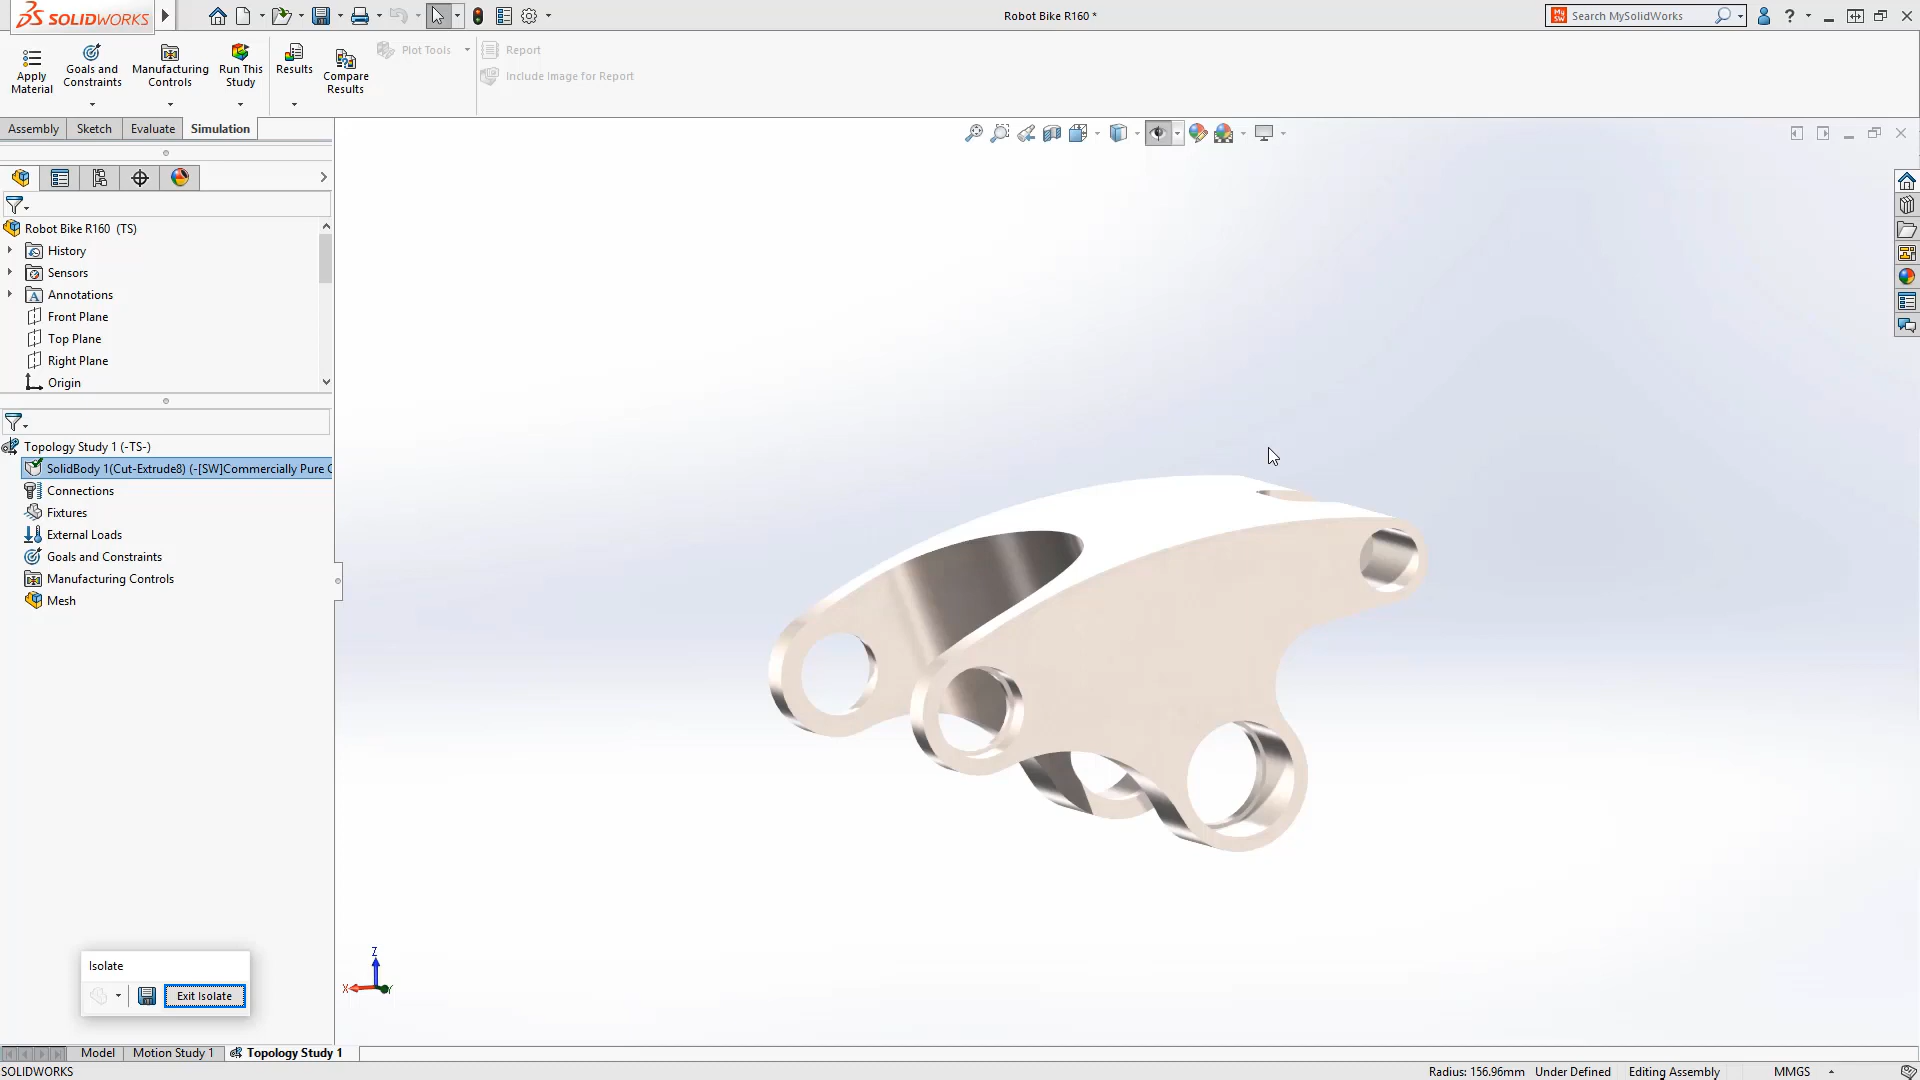 SOLIDWORKS
Robot Bike R160 *
Search MySolidWorks
Apply Material
Goals and Constraints
Manufacturing Controls
Run This Study
Results
Compare Results
Plot Tools
Report
Include Image for Report
Assembly
Sketch
Evaluate
Simulation
Robot Bike R160 (TS)
History
Sensors
Annotations
Front Plane
Top Plane
Right Plane
Origin
Topology Study 1 (-TS-)
SolidBody 1(Cut-Extrude8) (-[SW]Commercially Pure
Connections
Fixtures
External Loads
Goals and Constraints
Manufacturing Controls
Mesh
Isolate
Exit Isolate
Z
X
Y
Model
Motion Study 1
Topology Study 1
SOLIDWORKS
Radius: 156.96mm
Under Defined
Editing Assembly
MMGS